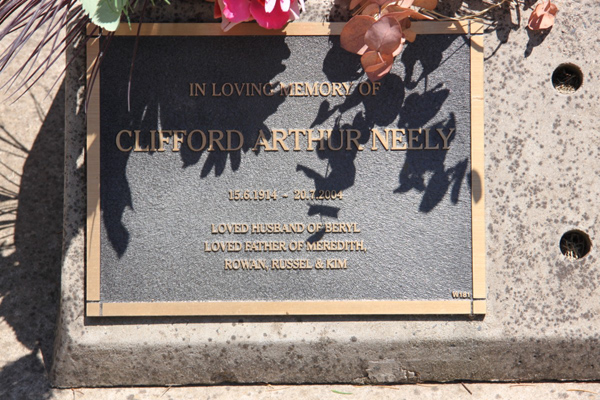 IN LOVING MEMORY OF
CLIFFORD ARTHUR NEELY
15.6.1914 - 20.7.2004
LOVED HUSBAND OF BERYL
LOVED FATHER OF MEREDITH,
ROWAN, RUSSEL & KIM
W181